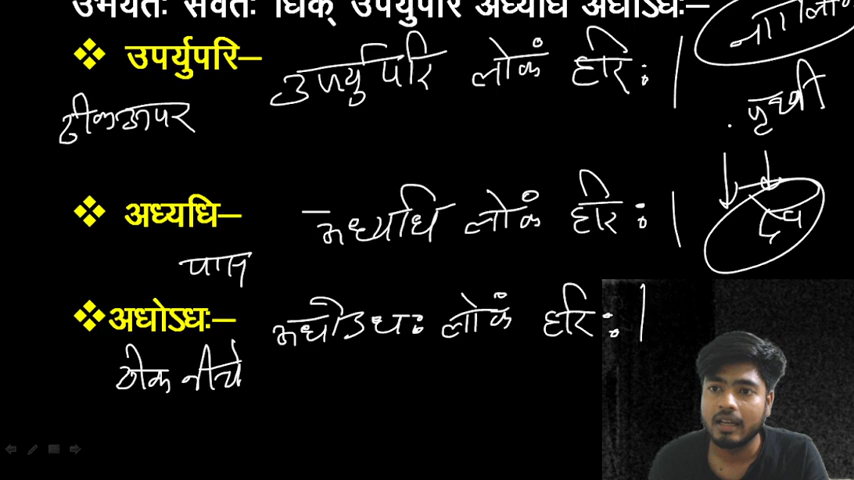 उभयतः सर्वतः धिक् उपर्युपरि अध्यधि अधोऽधः–
❖ उपर्युपरि– उपर्युपरि लोकं हरिः।
ठीक ऊपर
पृथ्वी
❖ अध्यधि– अध्यधि लोकं हरिः।
पास
❖ अधोऽधः– अधोऽधः लोकं हरिः।
ठीक नीचे